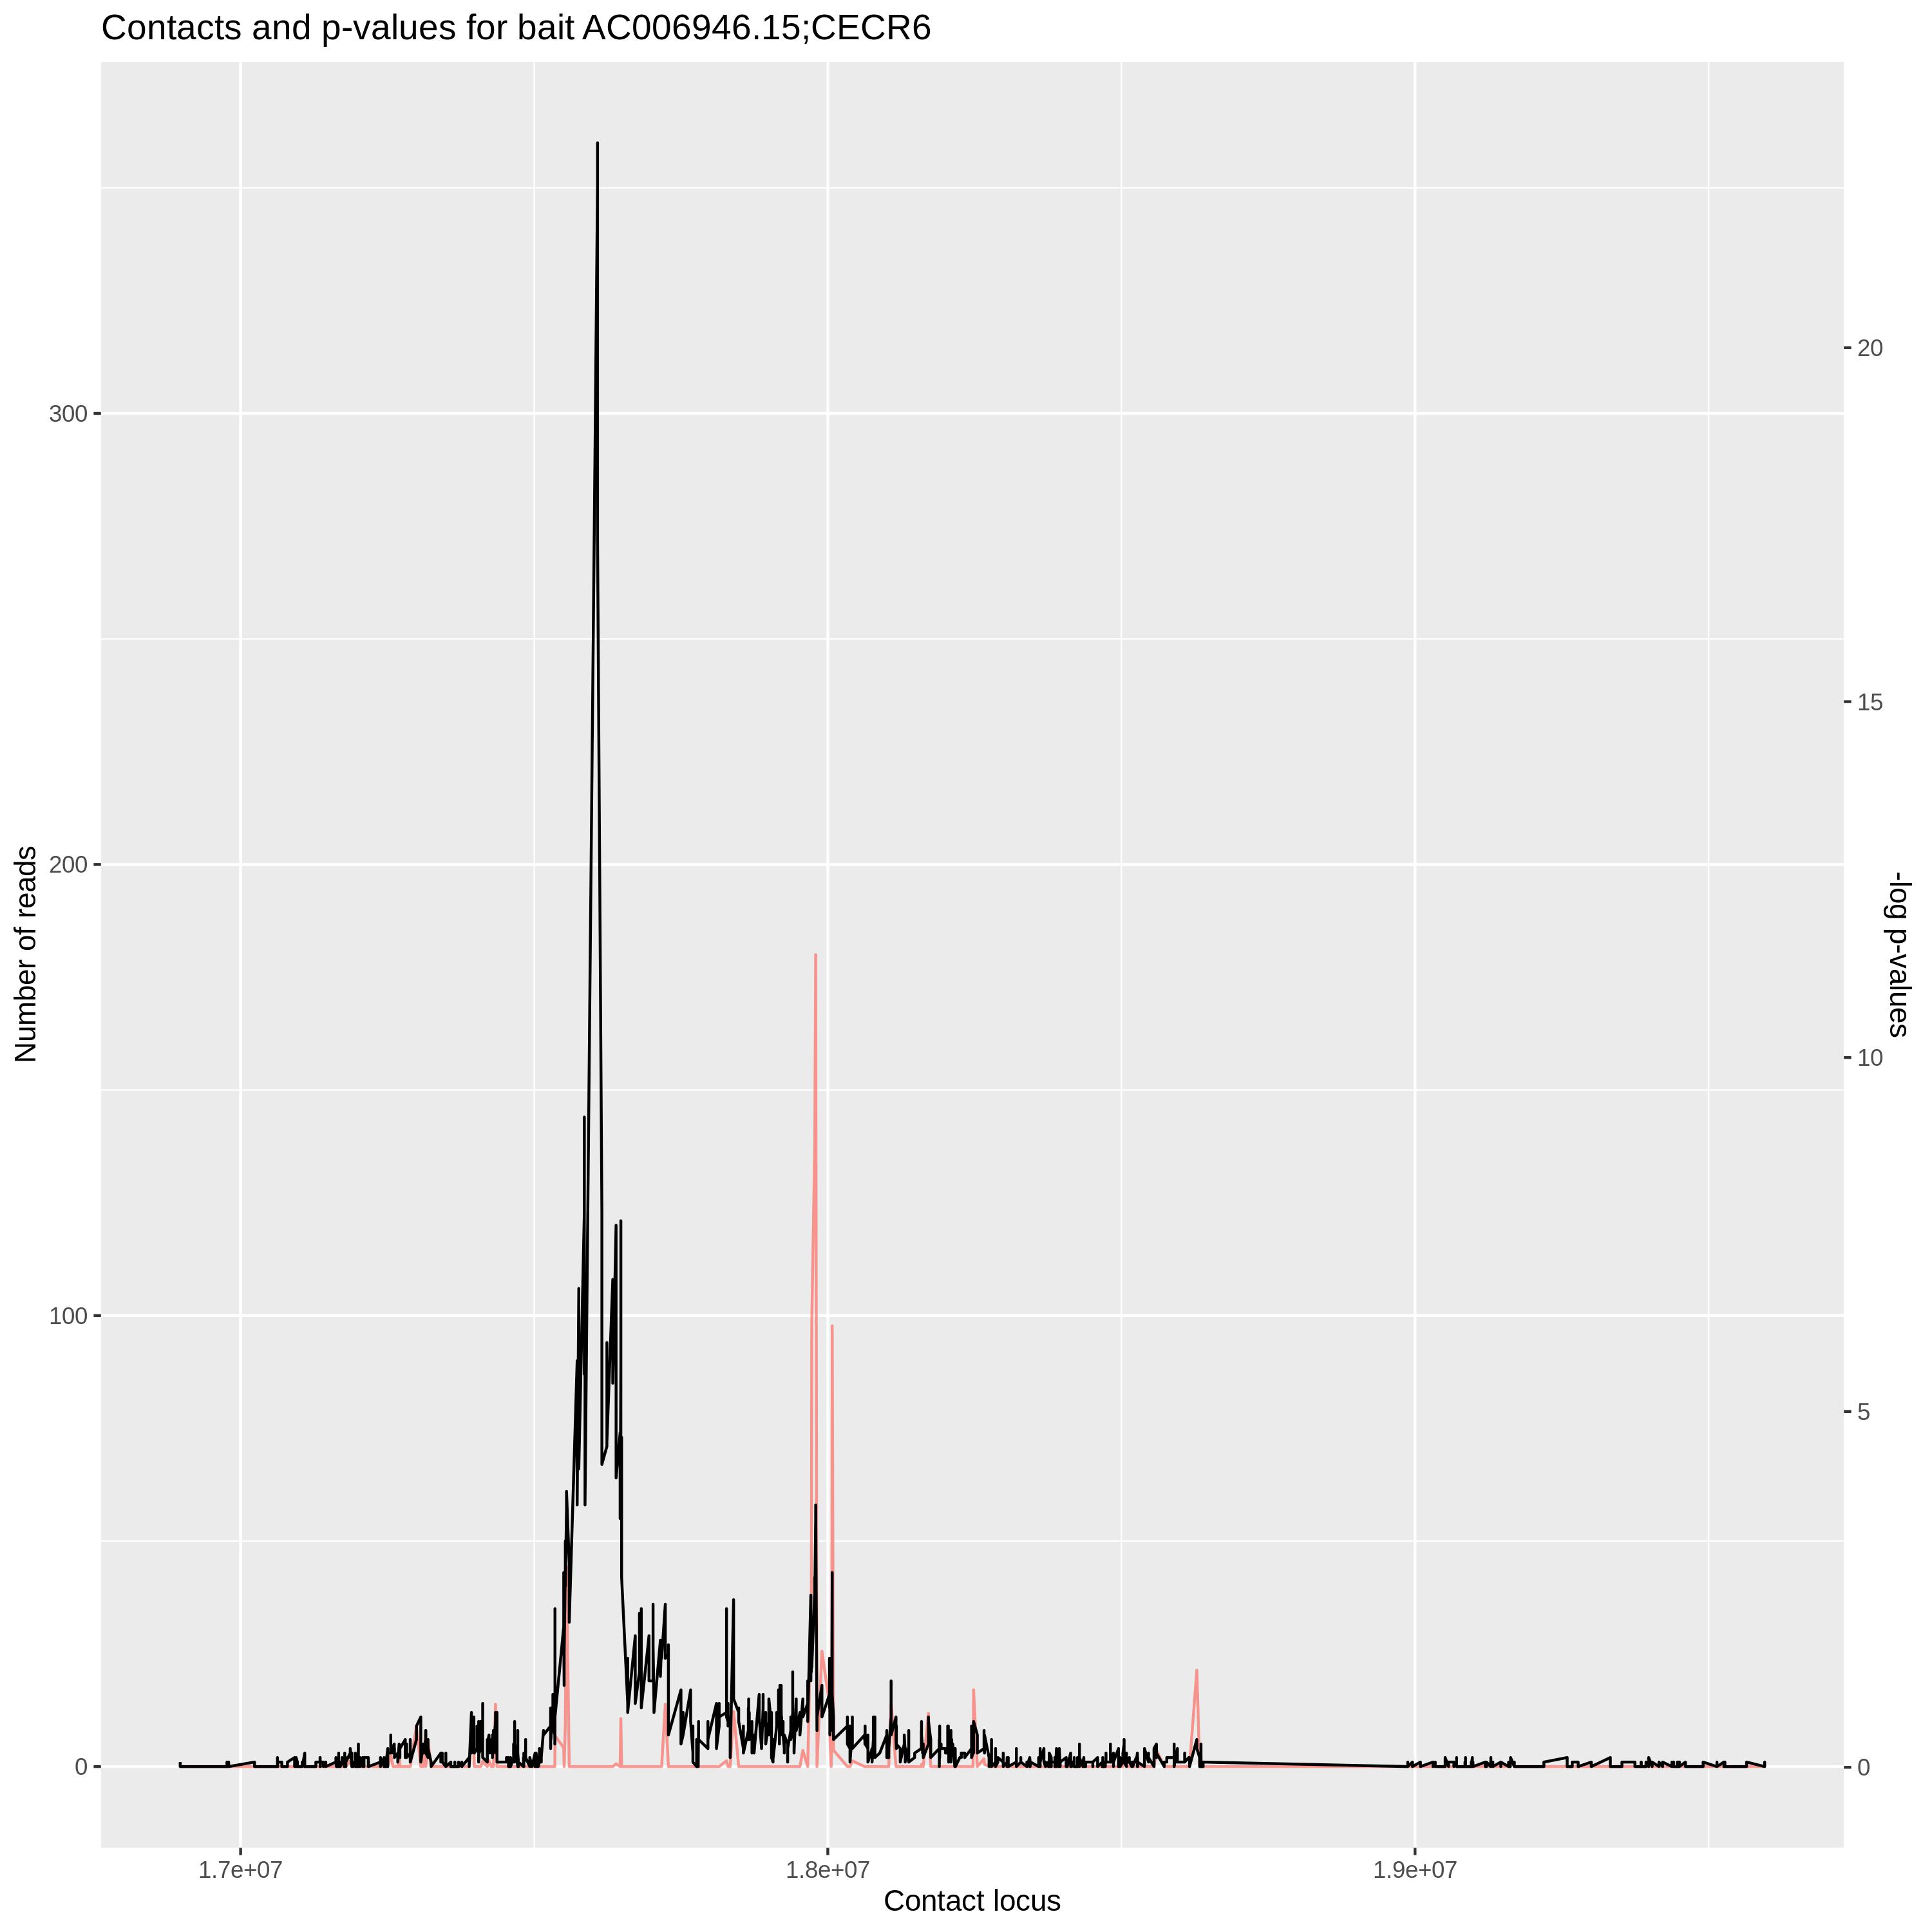 Contacts and p-values for bait AC006946.15;CECR6
Number of reads
300
200
100
0
20
15
10
5
0
-log p-values
1.7e+07
1.8e+07
1.9e+07
Contact locus